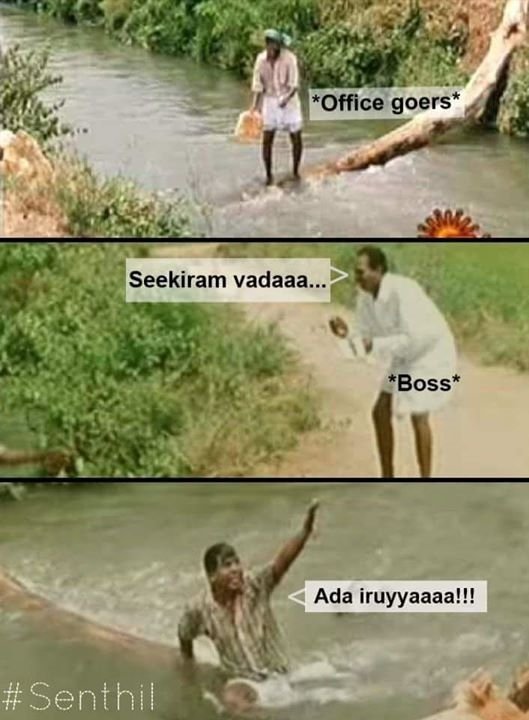 *Office goers*
Seekiram vadaaa...
*Boss*
Ada iruyyaaaa!!!
#Senthil